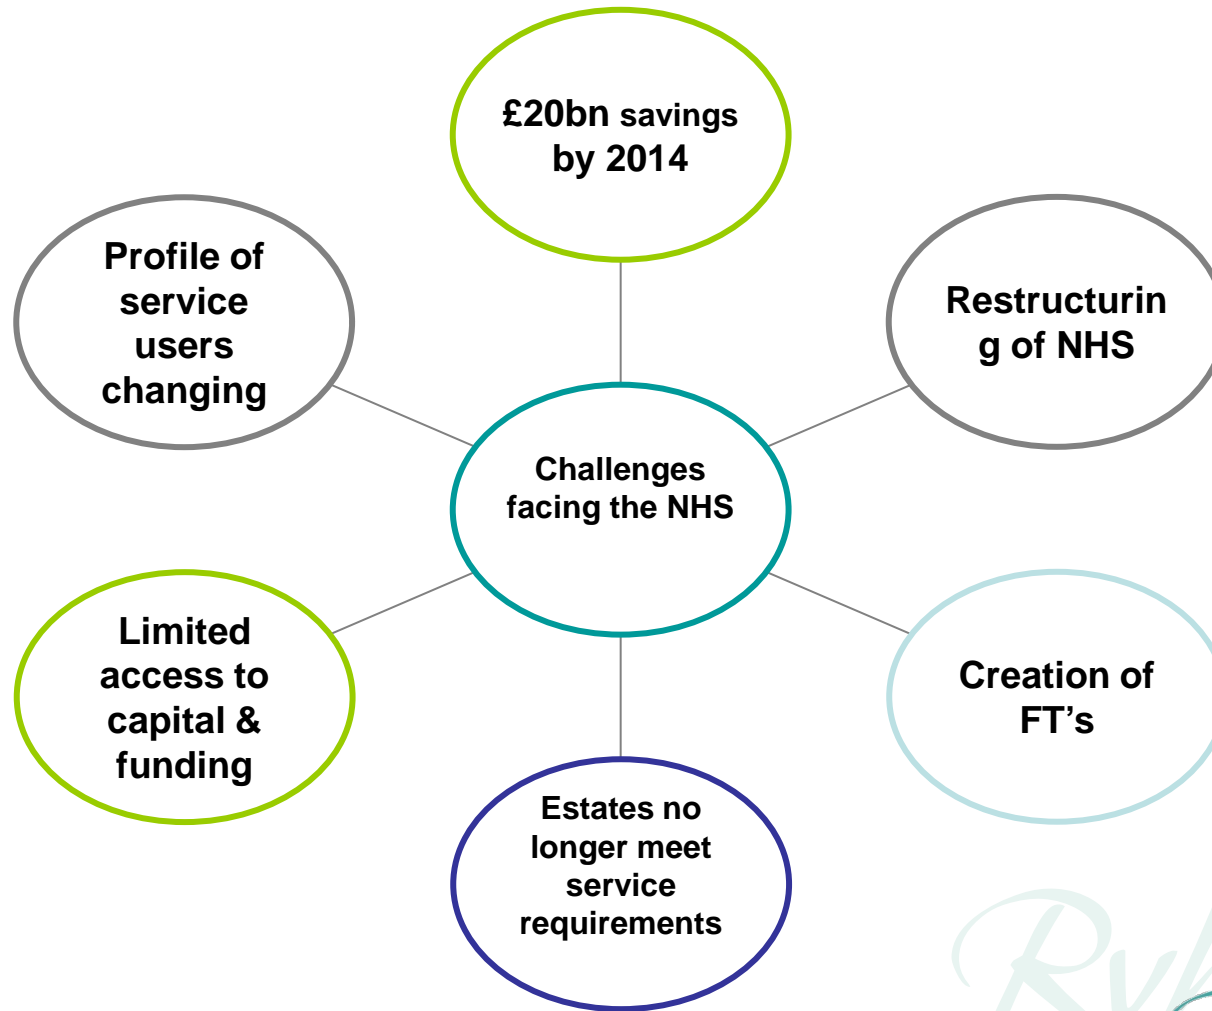 £20bn savings
by 2014
Profile of
service
users
changing
Restructurin
g of NHS
Challenges
facing the NHS
Limited
access to
capital &
funding
Creation of
FT’s
Estates no
longer meet
service
requirements